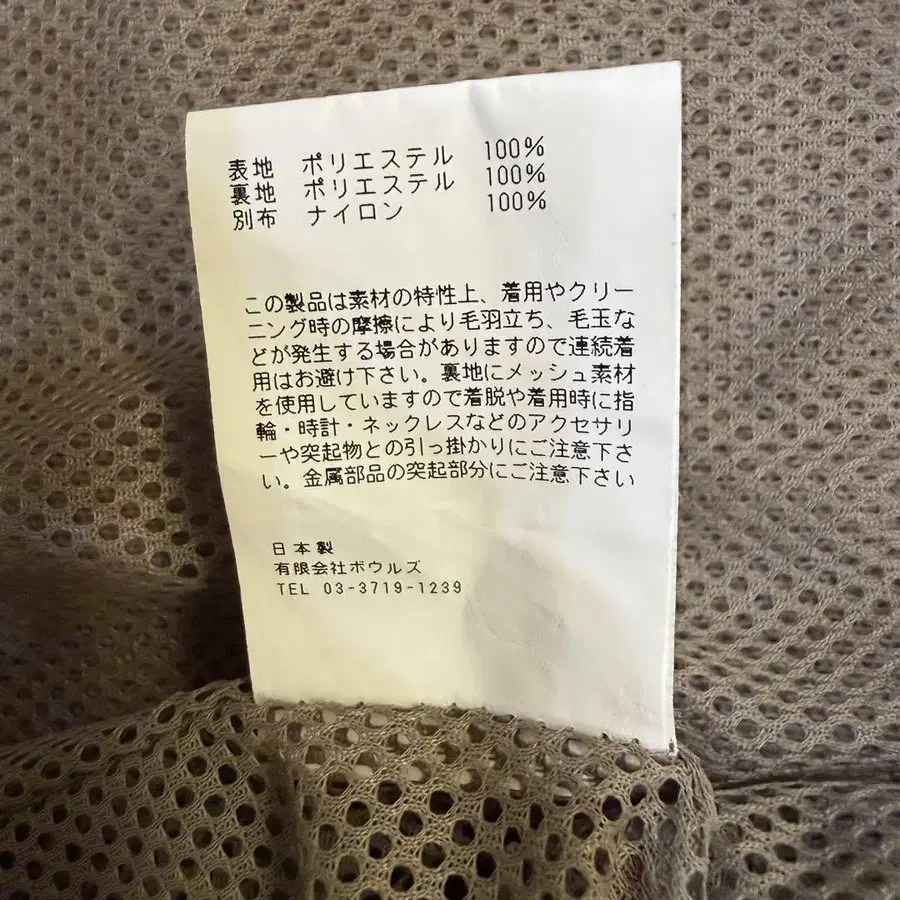 表地 ポリエステル 100%
裏地 ポリエステル 100%
別布 ナイロン 100%
この製品は素材の特性上、着用やクリー
ニング時の摩擦により毛羽立ち、毛玉な
どが発生する場合がありますので連続着
用はお避け下さい。裏地にメッシュ素材
を使用していますので着脱や着用時に指
輪・時計・ネックレスなどのアクセサリ
ーや突起物との引っ掛かりにご注意下さ
い。金属部品の突起部分にご注意下さい
日本製
有限会社ボウルズ
TEL 03-3719-1239